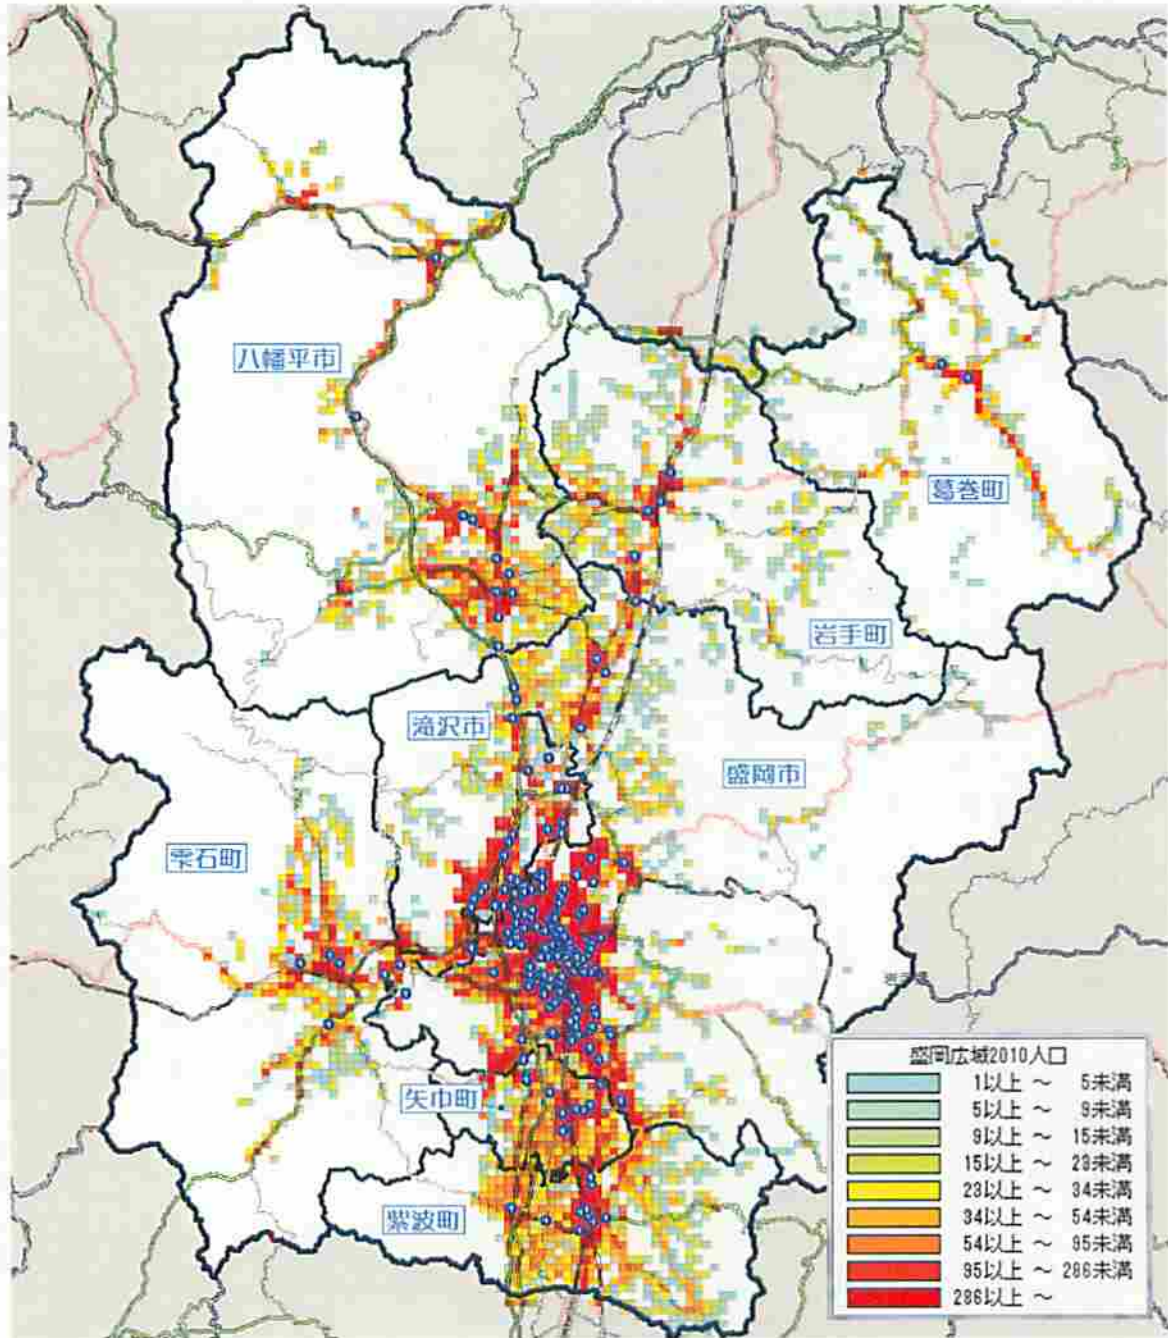 八幡平市
葛巻町
岩手町
滝沢市
盛岡市
雫石町
矢巾町
紫波町
盛岡広域2010人口
1以上 ～ 5未満
5以上 ～ 9未満
9以上 ～ 15未満
15以上 ～ 23未満
23以上 ～ 34未満
34以上 ～ 54未満
54以上 ～ 95未満
95以上 ～ 286未満
286以上 ～